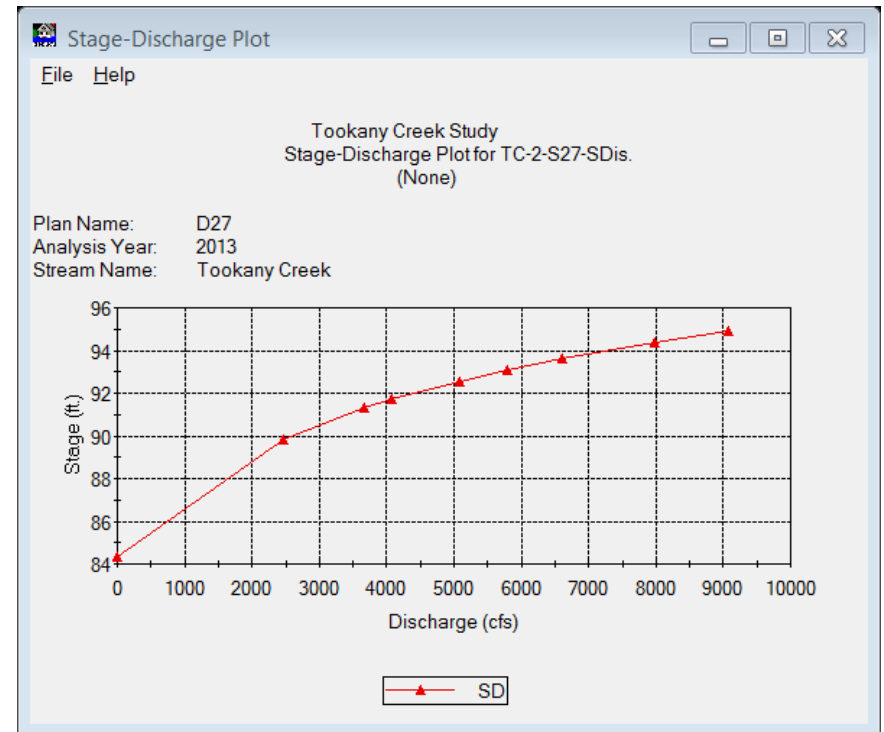 Stage-Discharge Plot
File Help
Tookany Creek Study
Stage-Discharge Plot for TC-2-S27-SDis.
(None)
Plan Name: D27
Analysis Year: 2013
Stream Name: Tookany Creek
96
94
92
90
88
86
84
Stage (ft.)
0 1000 2000 3000 4000 5000 6000 7000 8000 9000 10000
Discharge (cfs)
SD